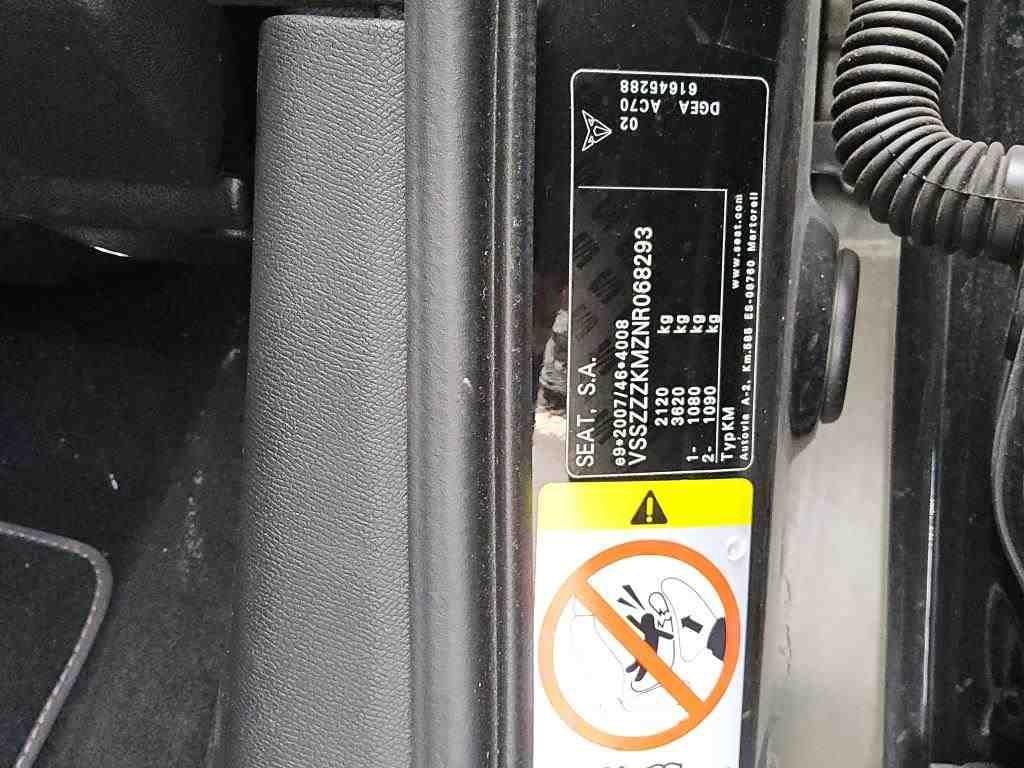 SEAT, S.A.
e9*2007/46*4008
VSSZZZKMZNR068293
2120 kg
3620 kg
1- 1080 kg
2- 1090 kg
TypKM
www.seat.com
Autovia A-2, Km.585 ES-08760 Martorell
02
DGEA AC70
61645288